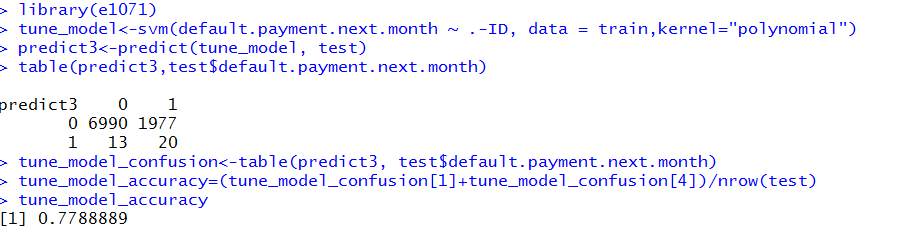 > library(e1071)
> tune_model<-svm(default.payment.next.month ~ .-ID, data = train,kernel="polynomial")
> predict3<-predict(tune_model, test)
> table(predict3,test$default.payment.next.month)
predict3    0    1
       0 6990 1977
       1   13   20
> tune_model_confusion<-table(predict3, test$default.payment.next.month)
> tune_model_accuracy=(tune_model_confusion[1]+tune_model_confusion[4])/nrow(test)
> tune_model_accuracy
[1] 0.7788889